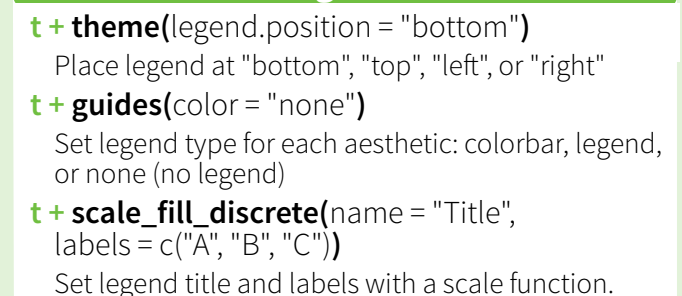 t + theme(legend.position = "bottom")
Place legend at "bottom", "top", "left", or "right"
t + guides(color = "none")
Set legend type for each aesthetic: colorbar, legend,
or none (no legend)
t + scale_fill_discrete(name = "Title",
labels = c("A", "B", "C"))
Set legend title and labels with a scale function.